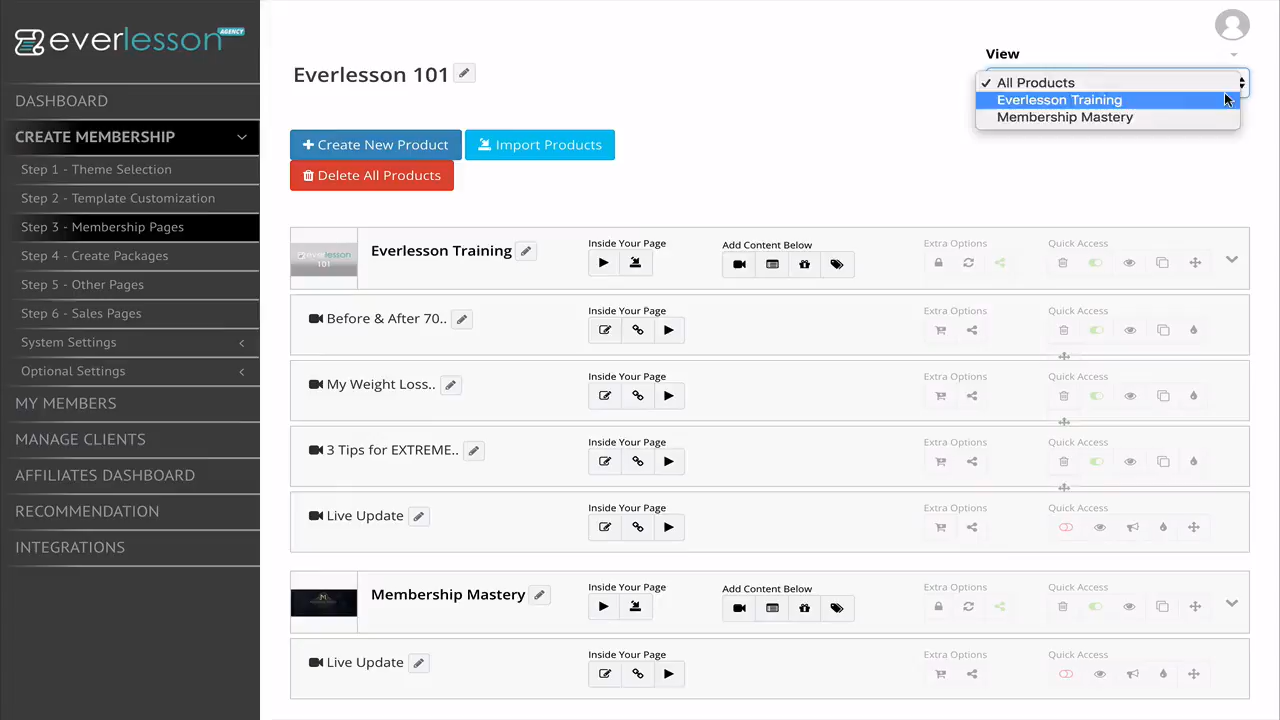 everlesson AGENCY
DASHBOARD
CREATE MEMBERSHIP
Step 1 - Theme Selection
Step 2 - Template Customization
Step 3 - Membership Pages
Step 4 - Create Packages
Step 5 - Other Pages
Step 6 - Sales Pages
System Settings
Optional Settings
MY MEMBERS
MANAGE CLIENTS
AFFILIATES DASHBOARD
RECOMMENDATION
INTEGRATIONS
Everlesson 101
View
All Products
Everlesson Training
Membership Mastery
Create New Product
Import Products
Delete All Products
everlesson
101
Everlesson Training
Inside Your Page
Add Content Below
Extra Options
Quick Access
Before & After 70..
Inside Your Page
Extra Options
Quick Access
My Weight Loss..
Inside Your Page
Extra Options
Quick Access
3 Tips for EXTREME..
Inside Your Page
Extra Options
Quick Access
Live Update
Inside Your Page
Extra Options
Quick Access
Membership Mastery
Inside Your Page
Add Content Below
Extra Options
Quick Access
Live Update
Inside Your Page
Extra Options
Quick Access